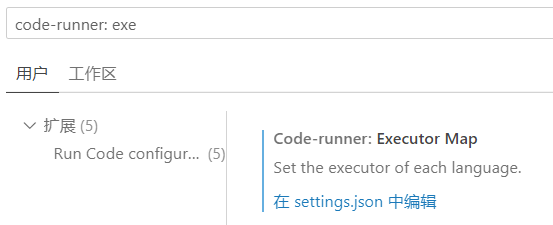 code-runner: exe
用户 工作区
扩展 (5)
Run Code configur... (5)
Code-runner: Executor Map
Set the executor of each language.
在 settings.json 中编辑